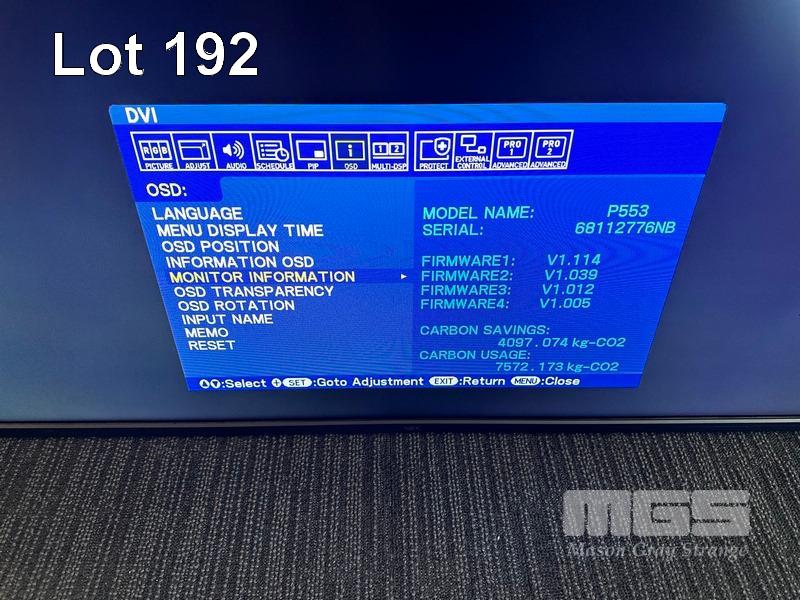 Lot 192
DVI
RGB
PICTURE
ADJUST
AUDIO
SCHEDULE
PIP
i
OSD
1 2
MULTI-DSP
PROTECT
EXTERNAL
CONTROL
PRO
1
ADVANCED
PRO
2
ADVANCED
OSD:
LANGUAGE
MENU DISPLAY TIME
OSD POSITION
INFORMATION OSD
MONITOR INFORMATION
OSD TRANSPARENCY
OSD ROTATION
INPUT NAME
MEMO
RESET
MODEL NAME: P553
SERIAL: 68112776NB
FIRMWARE1: V1.114
FIRMWARE2: V1.039
FIRMWARE3: V1.012
FIRMWARE4: V1.005
CARBON SAVINGS:
4097.074 kg-CO2
CARBON USAGE:
7572.173 kg-CO2
:Select SET :Goto Adjustment EXIT :Return MENU :Close
MGS
Mason Gray Strange